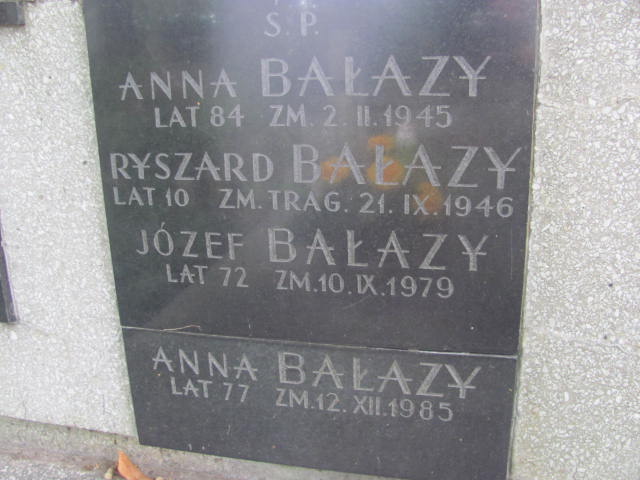 Ś.P.
ANNA BAŁAZY
LAT 84 ZM. 2. II. 1945
RYSZARD BAŁAZY
LAT 10 ZM. TRAG. 21. IX. 1946
JÓZEF BAŁAZY
LAT 72 ZM. 10. IX. 1979
ANNA BAŁAZY
LAT 77 ZM. 12. XII. 1985